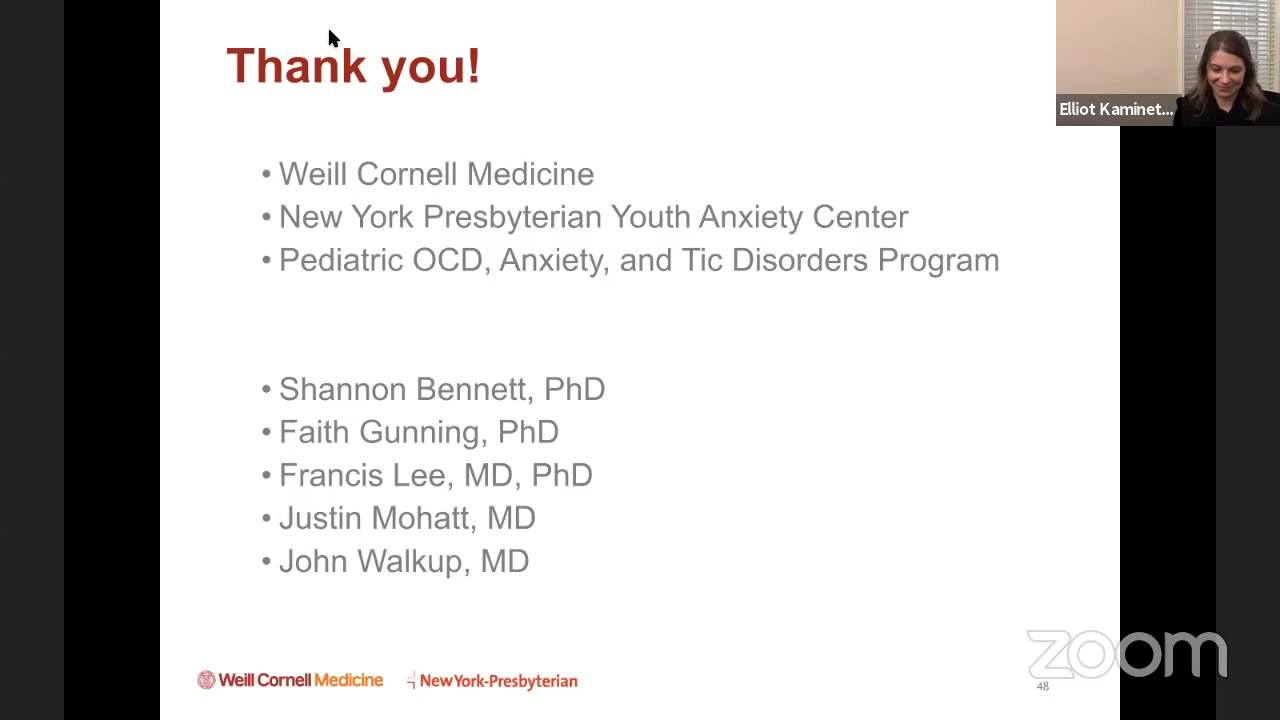 Thank you!
Elliot Kaminet...
• Weill Cornell Medicine
• New York Presbyterian Youth Anxiety Center
• Pediatric OCD, Anxiety, and Tic Disorders Program
• Shannon Bennett, PhD
• Faith Gunning, PhD
• Francis Lee, MD, PhD
• Justin Mohatt, MD
• John Walkup, MD
Weill Cornell Medicine NewYork-Presbyterian
zoom
48